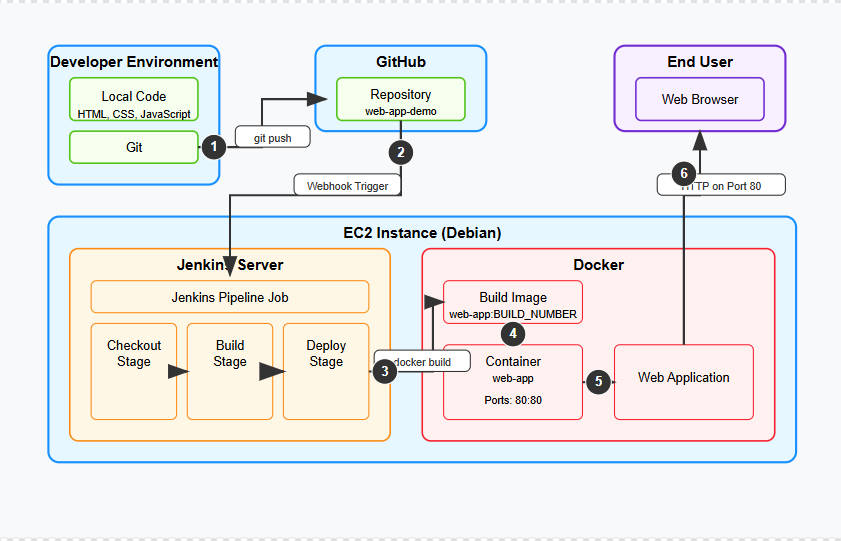 Developer Environment
Local Code
HTML, CSS, JavaScript
Git
1
git push
GitHub
Repository
web-app-demo
2
Webhook Trigger
End User
Web Browser
6
HTTP on Port 80
EC2 Instance (Debian)
Jenkins Server
Jenkins Pipeline Job
Checkout
Stage
Build
Stage
Deploy
Stage
3
docker build
Docker
Build Image
web-app:BUILD_NUMBER
4
Container
web-app
Ports: 80:80
5
Web Application